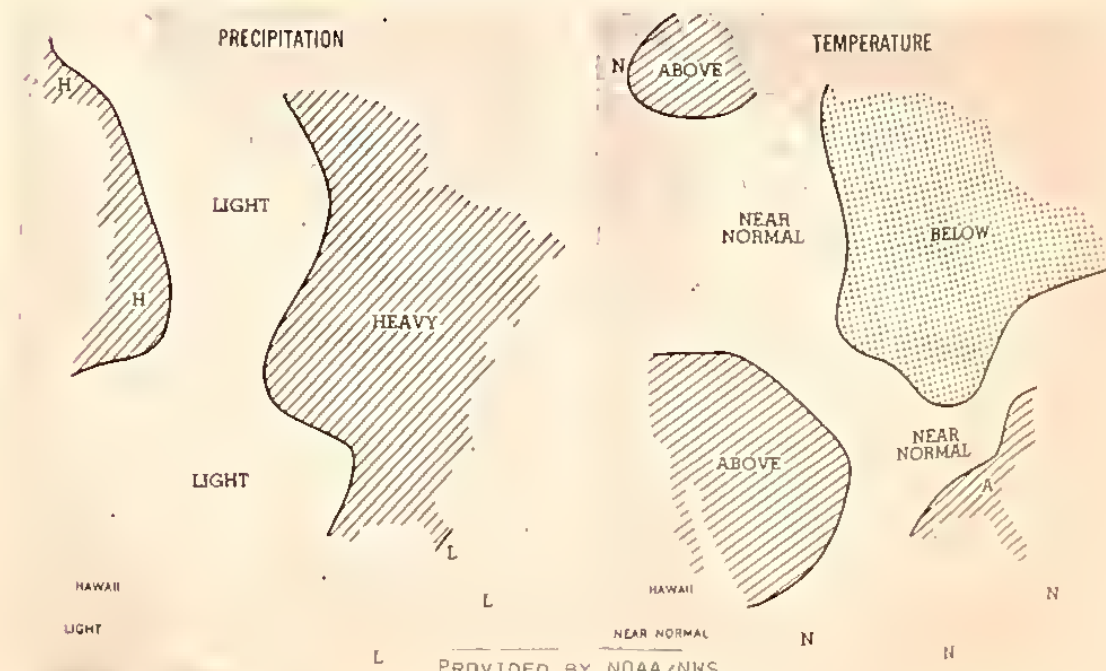 PRECIPITATION
H
LIGHT
H
HEAVY
LIGHT
L
HAWAII
L
LIGHT
L
TEMPERATURE
N
ABOVE
NEAR
NORMAL
BELOW
NEAR
NORMAL
ABOVE
A
HAWAII
N
NEAR NORMAL
N
N
PROVIDED BY NOAA/NWS